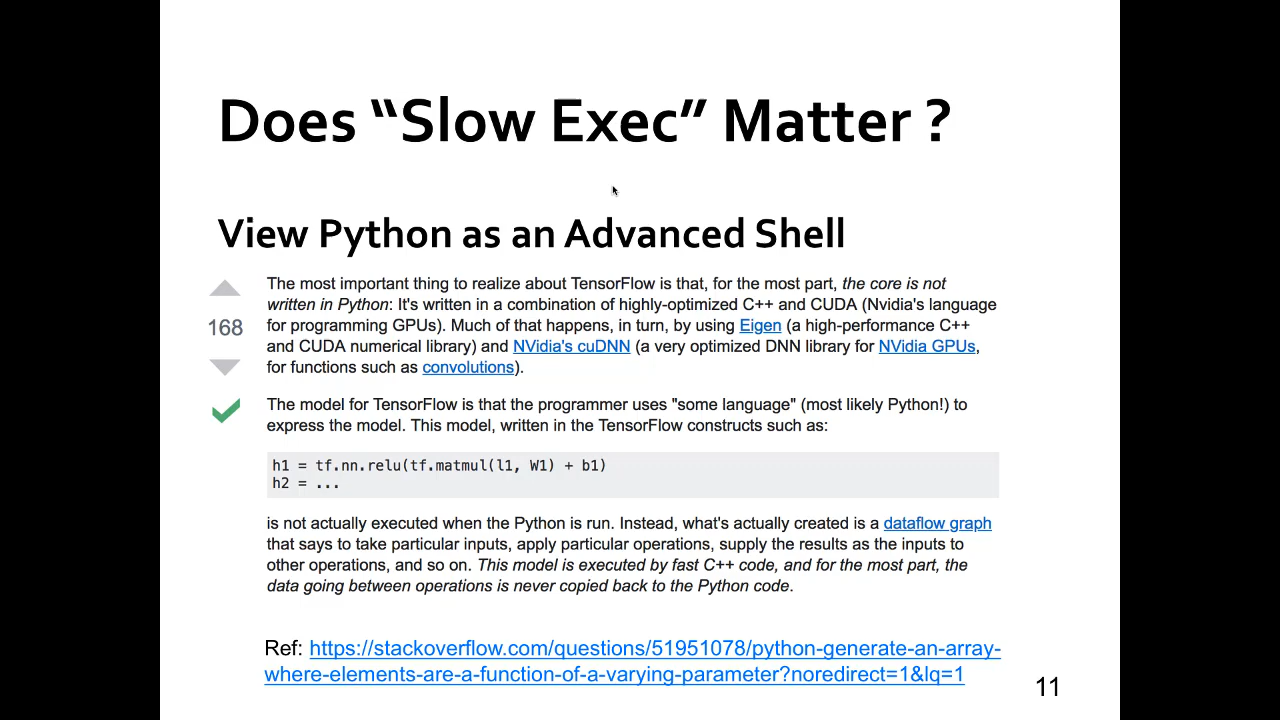 Does “Slow Exec” Matter ?
View Python as an Advanced Shell
The most important thing to realize about TensorFlow is that, for the most part, the core is not
written in Python: It's written in a combination of highly-optimized C++ and CUDA (Nvidia's language
168
for programming GPUs). Much of that happens, in turn, by using Eigen (a high-performance C++
and CUDA numerical library) and NVidia's cuDNN (a very optimized DNN library for NVidia GPUs,
for functions such as convolutions).
The model for TensorFlow is that the programmer uses "some language" (most likely Python!) to
express the model. This model, written in the TensorFlow constructs such as:
h1 = tf.nn.relu(tf.matmul(l1, W1) + b1)
h2 = ...
is not actually executed when the Python is run. Instead, what's actually created is a dataflow graph
that says to take particular inputs, apply particular operations, supply the results as the inputs to
other operations, and so on. This model is executed by fast C++ code, and for the most part, the
data going between operations is never copied back to the Python code.
Ref: https://stackoverflow.com/questions/51951078/python-generate-an-array-
where-elements-are-a-function-of-a-varying-parameter?noredirect=1&lq=1
11